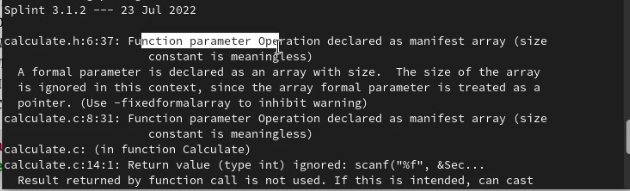 Splint 3.1.2 --- 23 Jul 2022
calculate.h:6:37: Function parameter Operation declared as manifest array (size
constant is meaningless)
A formal parameter is declared as an array with size.  The size of the array
is ignored in this context, since the array formal parameter is treated as a
pointer. (Use -fixedformalarray to inhibit warning)
calculate.c:8:31: Function parameter Operation declared as manifest array (size
constant is meaningless)
calculate.c: (in function Calculate)
calculate.c:14:1: Return value (type int) ignored: scanf("%f", &Sec...
Result returned by function call is not used. If this is intended, can cast